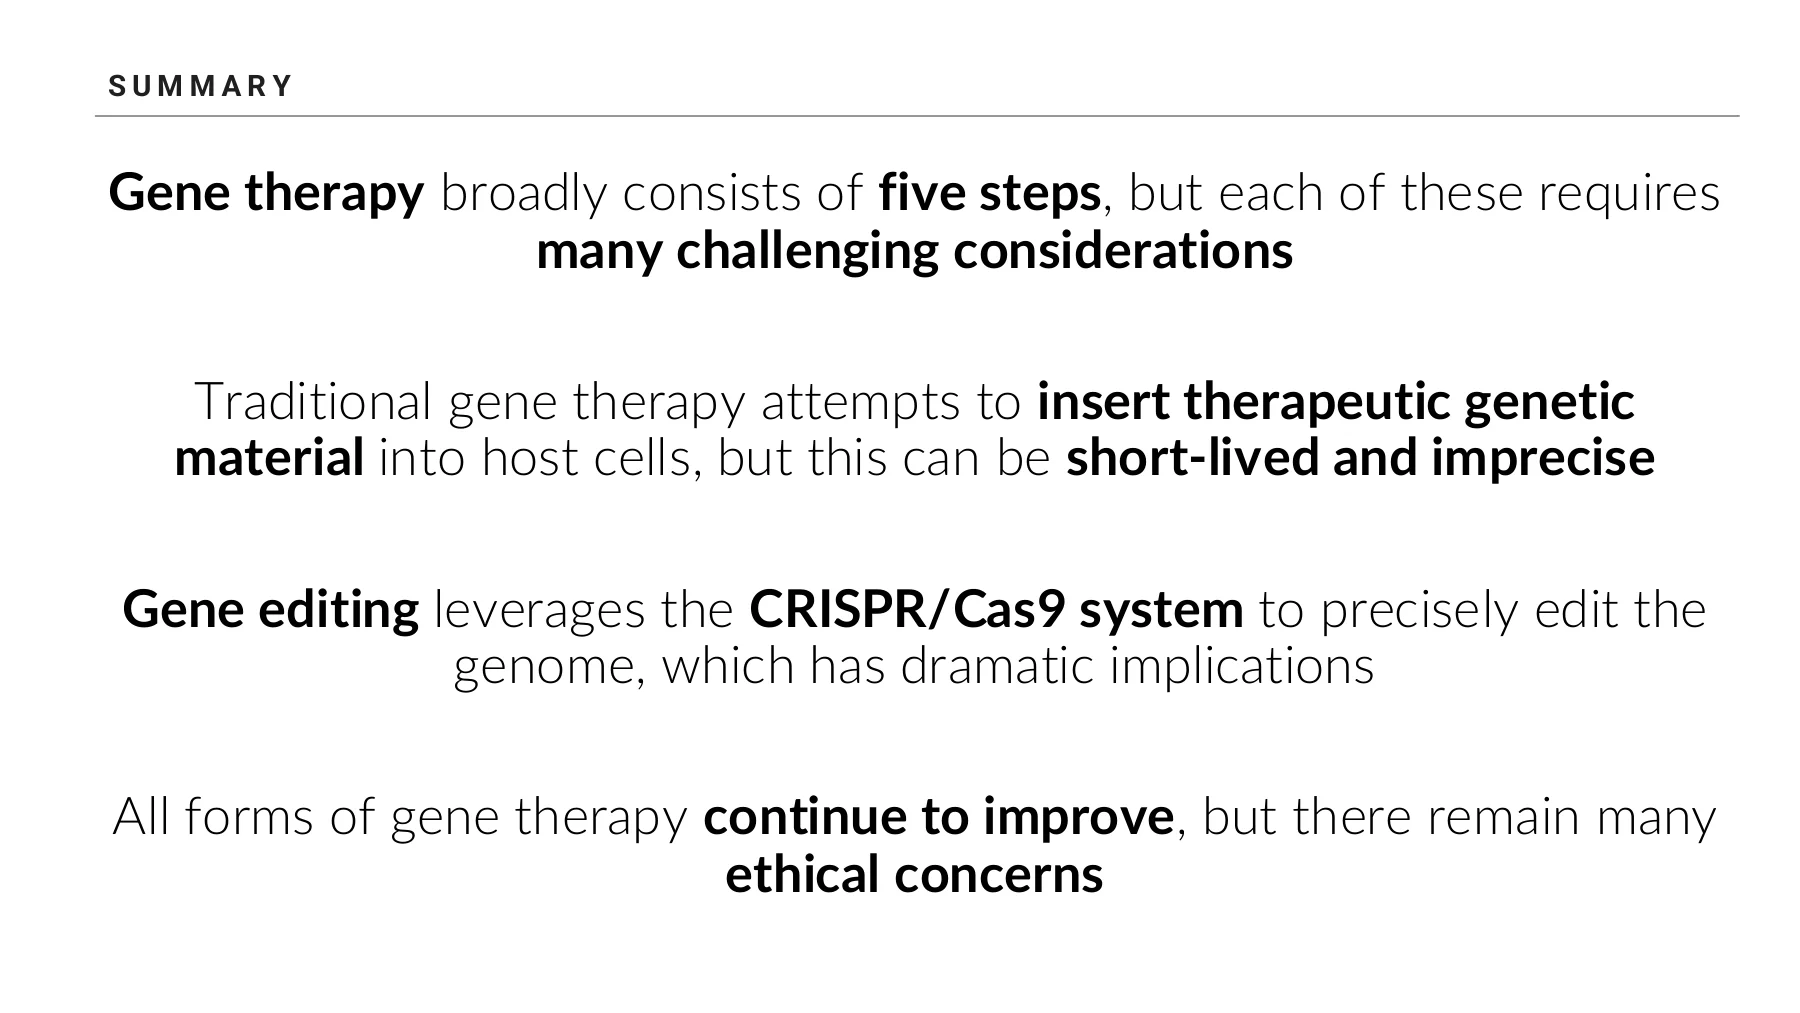 SUMMARY
Gene therapy broadly consists of five steps, but each of these requires
many challenging considerations
Traditional gene therapy attempts to insert therapeutic genetic
material into host cells, but this can be short-lived and imprecise
Gene editing leverages the CRISPR/Cas9 system to precisely edit the
genome, which has dramatic implications
All forms of gene therapy continue to improve, but there remain many
ethical concerns